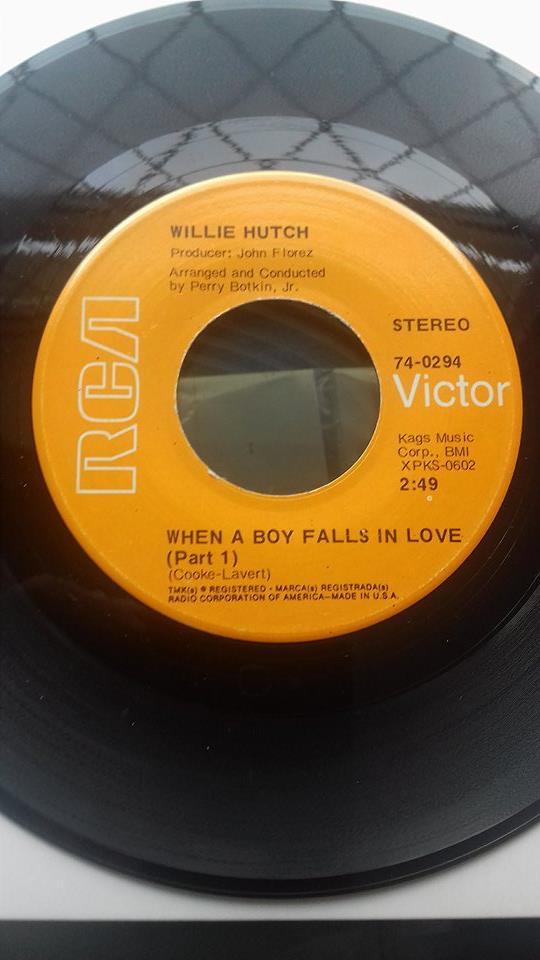 WILLIE HUTCH
Producer: John Florez
Arranged and Conducted
by Perry Botkin, Jr.
RCA
STEREO
74-0294
Victor
Kags Music
Corp., BMI
XPKS-0602
2:49
WHEN A BOY FALLS IN LOVE
(Part 1)
(Cooke-Lavert)
TMK(s) ® REGISTERED • MARCA(s) REGISTRADA(s)
RADIO CORPORATION OF AMERICA—MADE IN U.S.A.